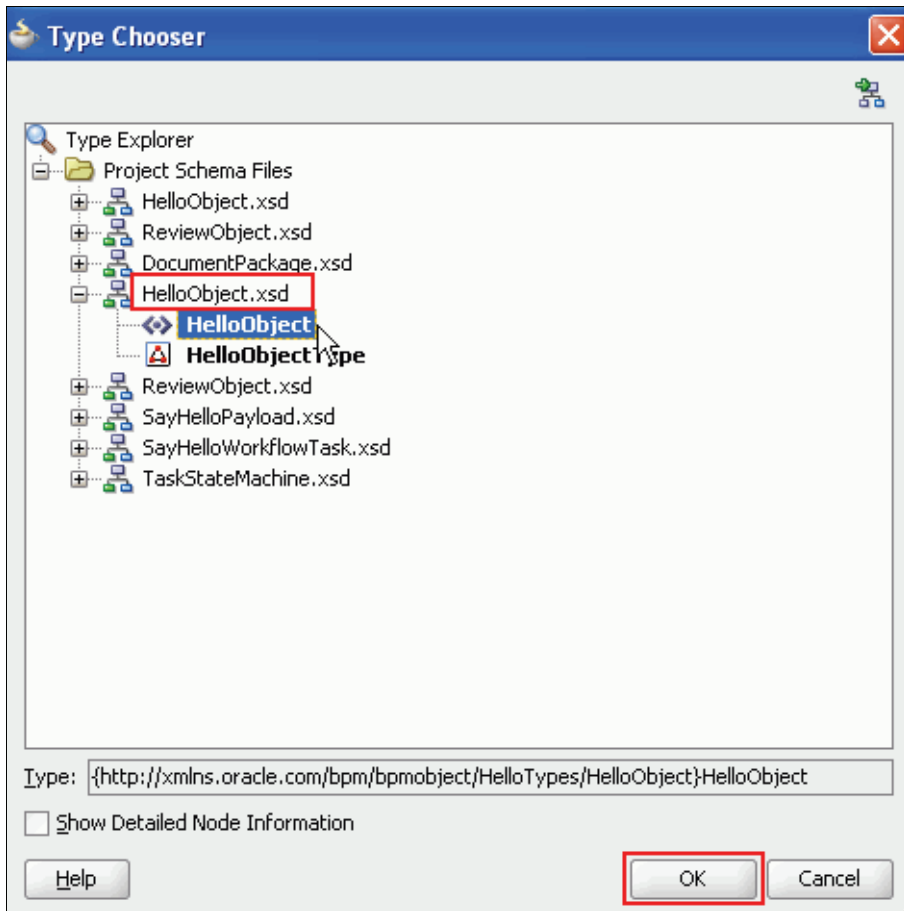 Type Chooser
Type Explorer
Project Schema Files
HelloObject.xsd
ReviewObject.xsd
DocumentPackage.xsd
HelloObject.xsd
HelloObject
HelloObjectType
ReviewObject.xsd
SayHelloPayload.xsd
SayHelloWorkflowTask.xsd
TaskStateMachine.xsd
Type: {http://xmlns.oracle.com/bpm/bpmobject/HelloTypes/HelloObject}HelloObject
Show Detailed Node Information
Help OK Cancel